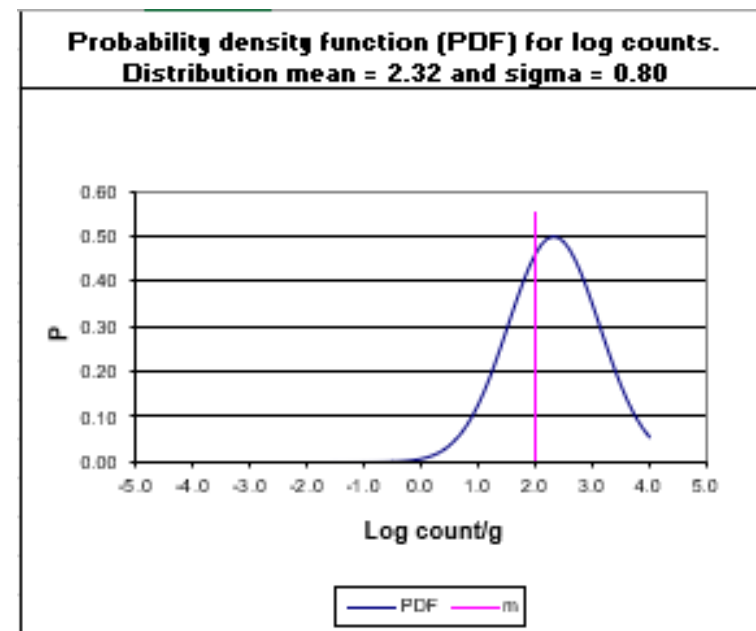 Probability density function (PDF) for log counts.
Distribution mean = 2.32 and sigma = 0.80
0.60
0.50
0.40
0.30
0.20
0.10
0.00
P
-5.0 -4.0 -3.0 -2.0 -1.0 0.0 1.0 2.0 3.0 4.0 5.0
Log count/g
PDF m